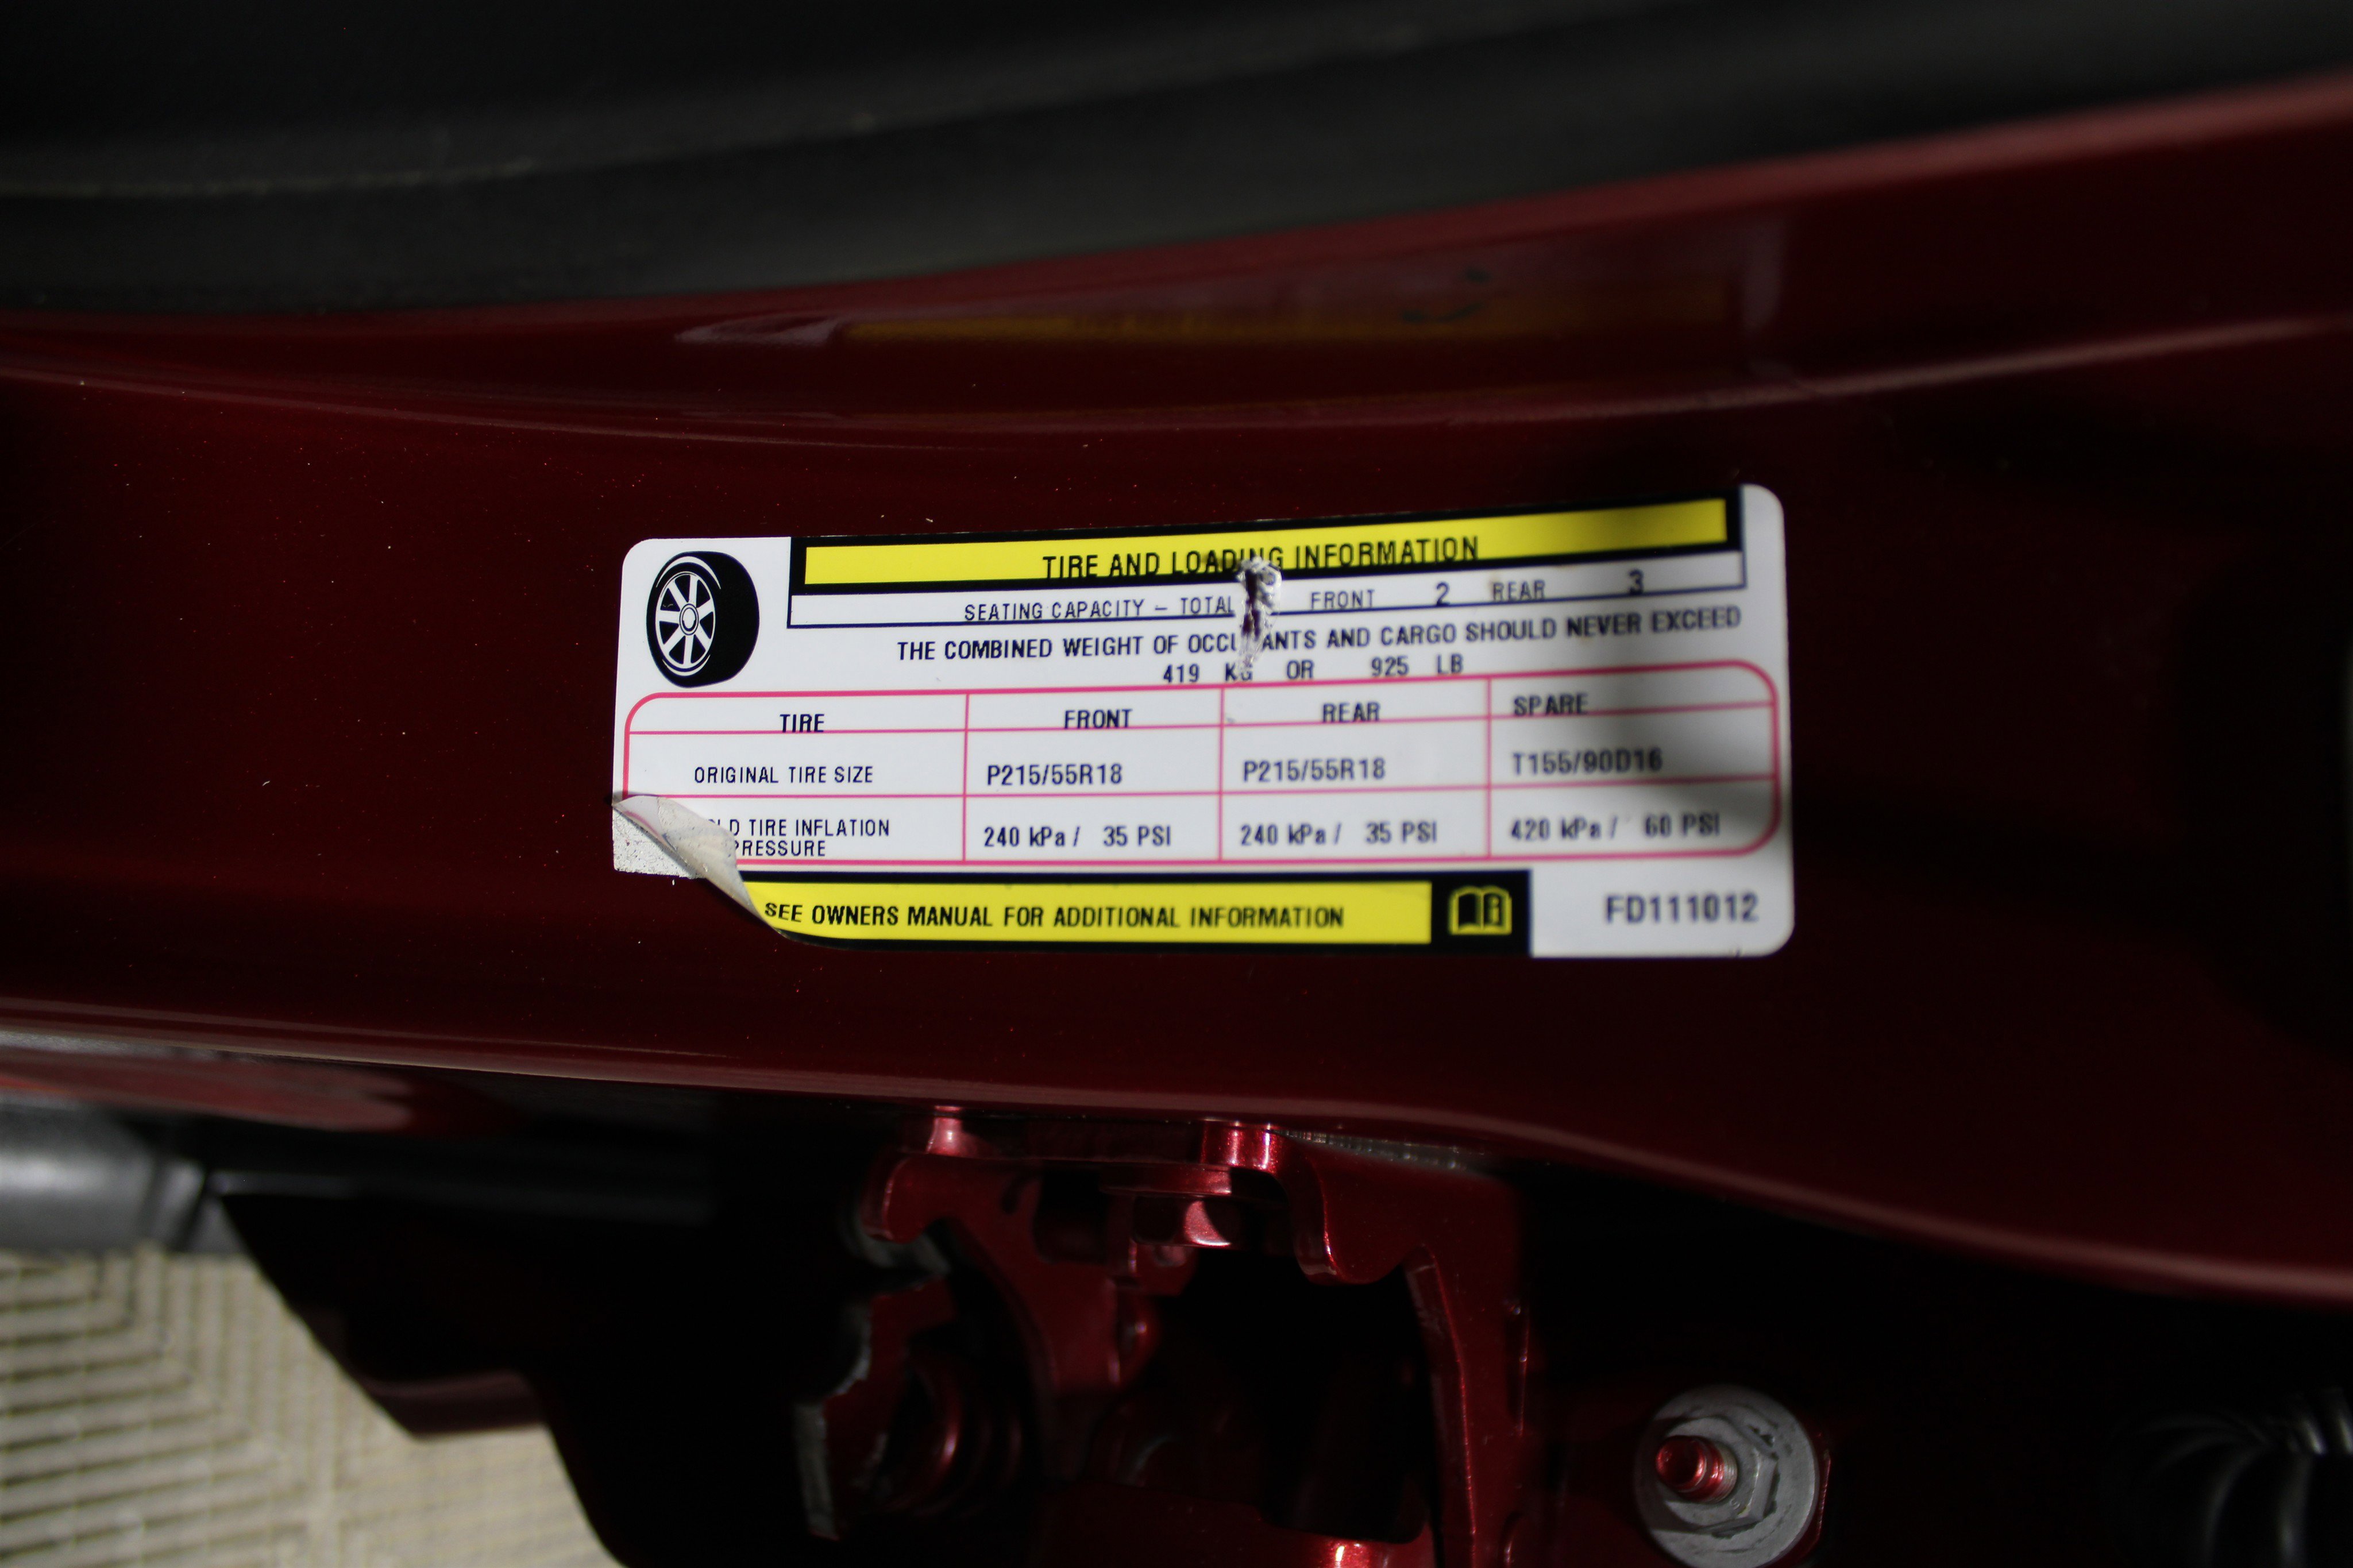 TIRE AND LOADING INFORMATION
SEATING CAPACITY – TOTAL FRONT 2 REAR 3
THE COMBINED WEIGHT OF AND CARGO SHOULD NEVER EXCEED
419 KG OR 925 LB
TIRE FRONT REAR SPARE
ORIGINAL TIRE SIZE P215/55R18 P215/55R18 T155/90D16
TIRE INFLATION
PRESSURE 240 kPa / 35 PSI 240 kPa / 35 PSI 420 kPa / 60 PSI
SEE OWNERS MANUAL FOR ADDITIONAL INFORMATION
FD111012